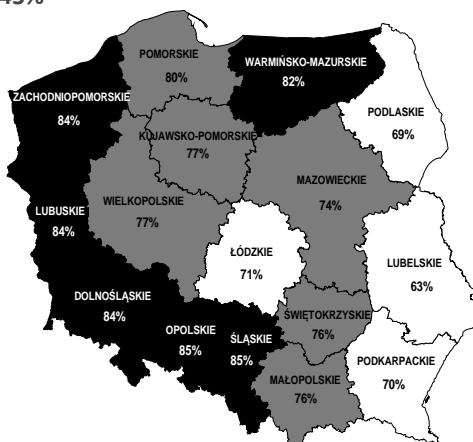 POMORSKIE
80%
WARMIŃSKO-MAZURSKIE
82%
ZACHODNIOPOMORSKIE
84%
PODLASKIE
69%
KUJAWSKO-POMORSKIE
77%
MAZOWIECKIE
74%
WIELKOPOLSKIE
77%
LUBUSKIE
84%
ŁÓDZKIE
71%
LUBELSKIE
63%
DOLNOŚLĄSKIE
84%
OPOLSKIE
85%
ŚLĄSKIE
85%
ŚWIĘTOKRZYSKIE
76%
PODKARPACKIE
70%
MAŁOPOLSKIE
76%